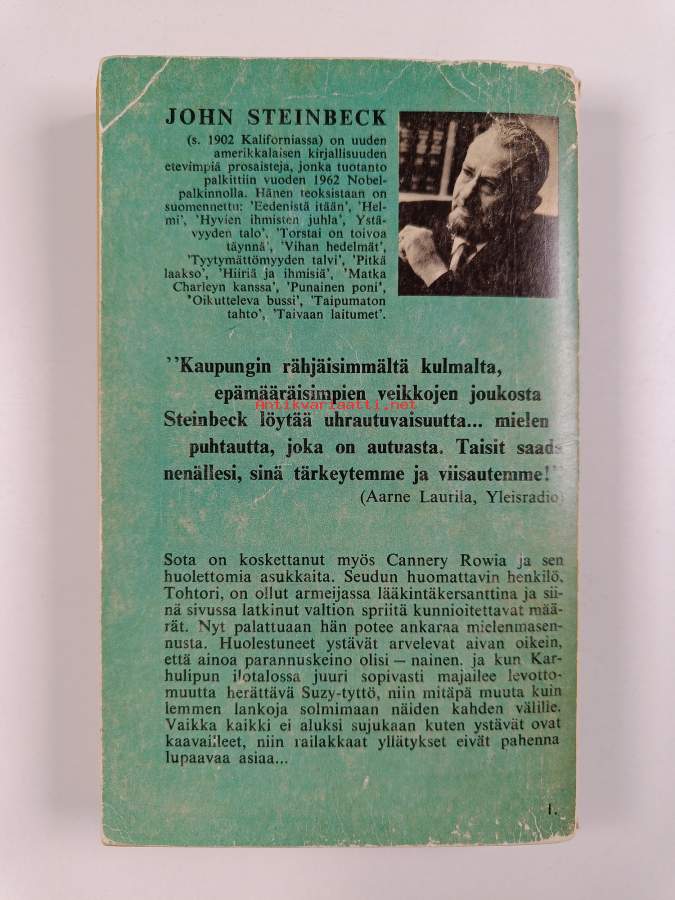 JOHN STEINBECK
(s. 1902 Kaliforniassa) on uuden
amerikkalaisen kirjallisuuden
etevimpiä prosaisteja, jonka tuotanto
palkittiin vuoden 1962 Nobel-
palkinnolla. Hänen teoksistaan on
suomennettu: 'Eedenistä itään', 'Hel-
mi', 'Hyvien ihmisten juhla', Ystä-
vyyden talo', 'Torstai on toivoa
täynnä', 'Vihan hedelmät',
'Tyytymättömyyden talvi', 'Pitkä
laakso', 'Hiiriä ja ihmisiä', 'Matka
Charleyn kanssa', 'Punainen poni',
'Oikutteleva bussi', 'Taipumaton
tahto', 'Taivaan laitumet'.
''Kaupungin rähjäisimmältä kulmalta,
epämääräisimpien veikkojen joukosta
Antikvariaatti.net
Steinbeck löytää uhrautuvaisuutta... mielen
puhtautta, joka on autuasta. Taisit saada
nenällesi, sinä tärkeytemme ja viisautemme!''
(Aarne Laurila, Yleisradio)
Sota on koskettanut myös Cannery Rowia ja sen
huolettomia asukkaita. Seudun huomattavin henkilö,
Tohtori, on ollut armeijassa lääkintäkersanttina ja sii-
nä sivussa latkinut valtion spriitä kunnioitettavat mää-
rät. Nyt palattuaan hän potee ankaraa mielenmasen-
nusta. Huolestuneet ystävät arvelevat aivan oikein,
että ainoa parannuskeino olisi — nainen. ja kun Kar-
hulipun ilotalossa juuri sopivasti majailee levotto-
muutta herättävä Suzy-tyttö, niin mitäpä muuta kuin
lemmen lankoja solmimaan näiden kahden välille.
Vaikka kaikki ei aluksi sujukaan kuten ystävät ovat
kaavailleet, niin railakkaat yllätykset eivät pahenna
lupaavaa asiaa...
1.